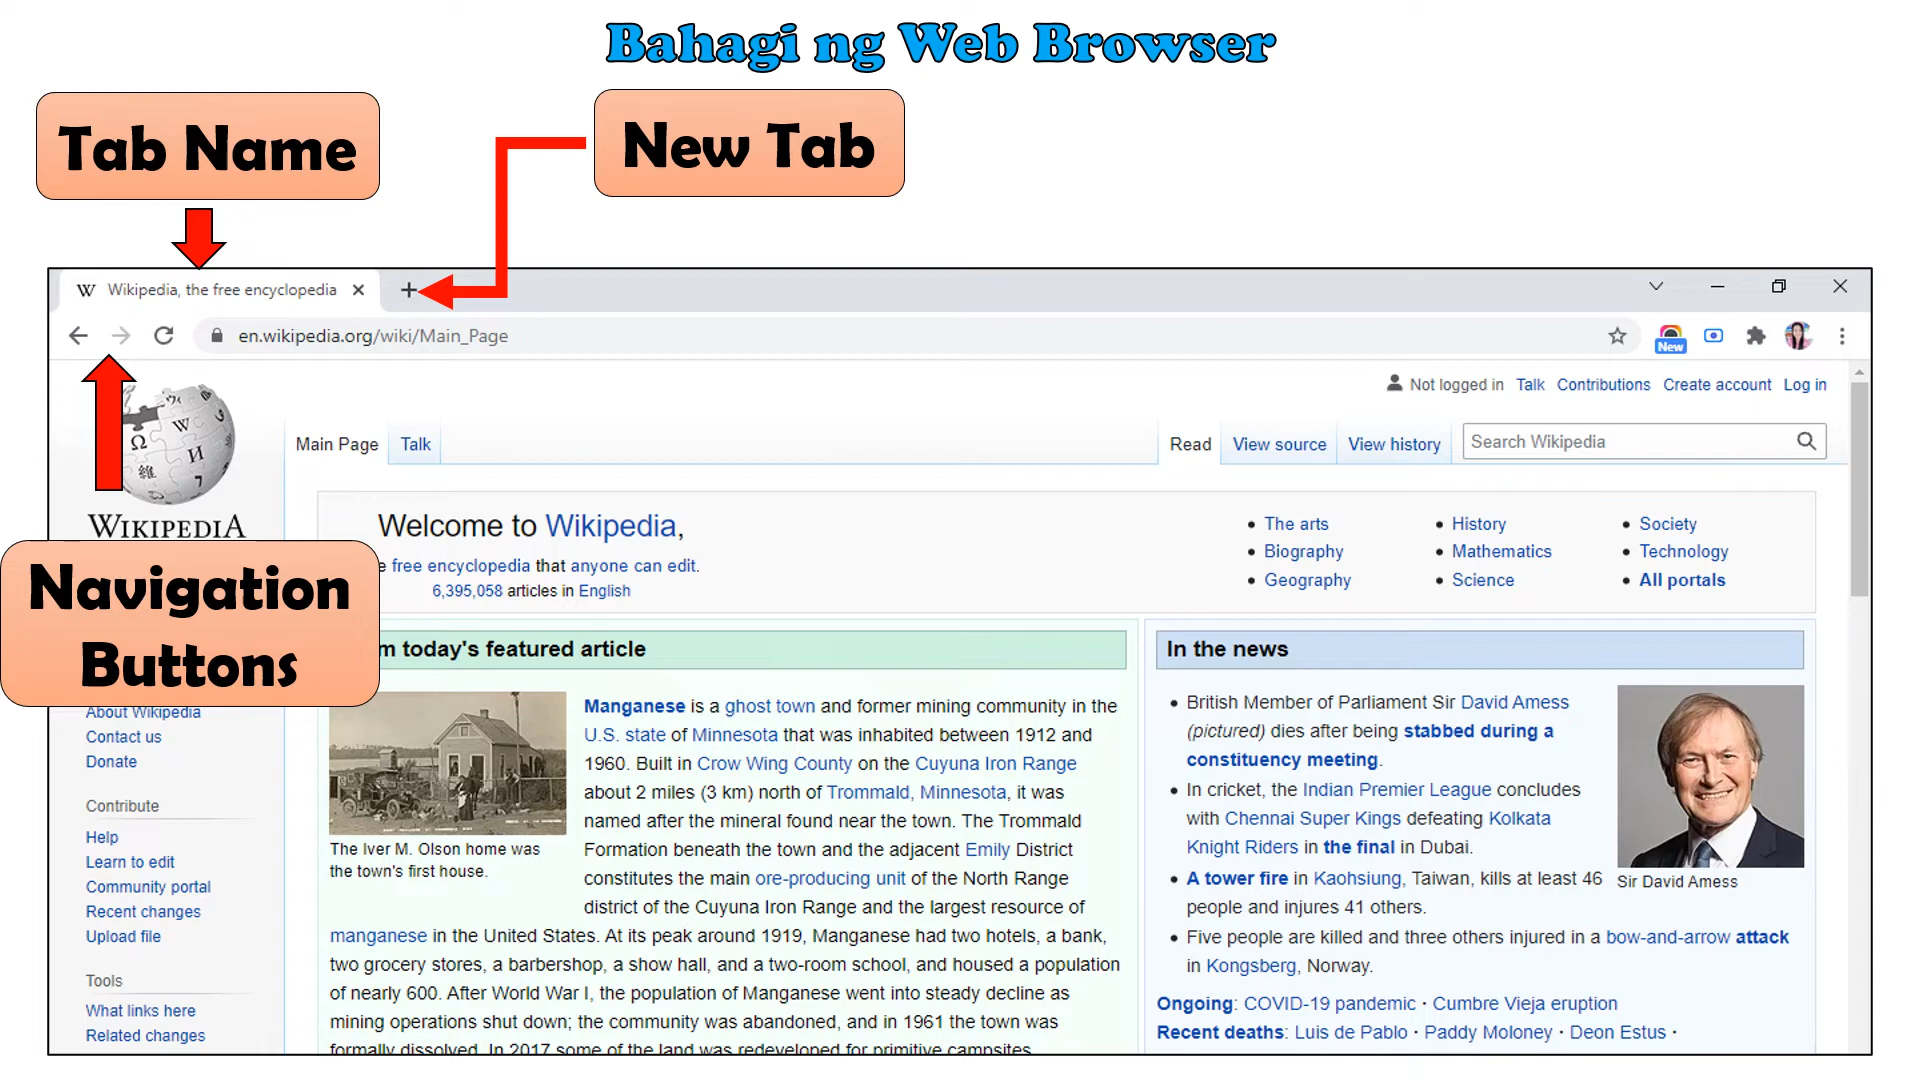 Bahagi ng Web Browser
Tab Name
New Tab
Wikipedia, the free encyclopedia
en.wikipedia.org/wiki/Main_Page
New
Not logged in Talk Contributions Create account Log in
Main Page Talk Read View source View history Search Wikipedia
WIKIPEDIA
Navigation
Buttons
Welcome to Wikipedia,
free encyclopedia that anyone can edit.
6,395,058 articles in English
The arts
Biography
Geography
History
Mathematics
Science
Society
Technology
All portals
About Wikipedia
Contact us
Donate
Contribute
Help
Learn to edit
Community portal
Recent changes
Upload file
Tools
What links here
Related changes
today's featured article
The Iver M. Olson home was
the town's first house.
Manganese is a ghost town and former mining community in the
U.S. state of Minnesota that was inhabited between 1912 and
1960. Built in Crow Wing County on the Cuyuna Iron Range
about 2 miles (3 km) north of Trommald, Minnesota, it was
named after the mineral found near the town. The Trommald
Formation beneath the town and the adjacent Emily District
constitutes the main ore-producing unit of the North Range
district of the Cuyuna Iron Range and the largest resource of
manganese in the United States. At its peak around 1919, Manganese had two hotels, a bank,
two grocery stores, a barbershop, a show hall, and a two-room school, and housed a population
of nearly 600. After World War I, the population of Manganese went into steady decline as
mining operations shut down; the community was abandoned, and in 1961 the town was
formally dissolved. In 2017 some of the land was redeveloped for primitive campsites.
In the news
British Member of Parliament Sir David Amess
(pictured) dies after being stabbed during a
constituency meeting.
In cricket, the Indian Premier League concludes
with Chennai Super Kings defeating Kolkata
Knight Riders in the final in Dubai.
A tower fire in Kaohsiung, Taiwan, kills at least 46
people and injures 41 others.
Five people are killed and three others injured in a bow-and-arrow attack
in Kongsberg, Norway.
Sir David Amess
Ongoing: COVID-19 pandemic · Cumbre Vieja eruption
Recent deaths: Luis de Pablo · Paddy Moloney · Deon Estus ·